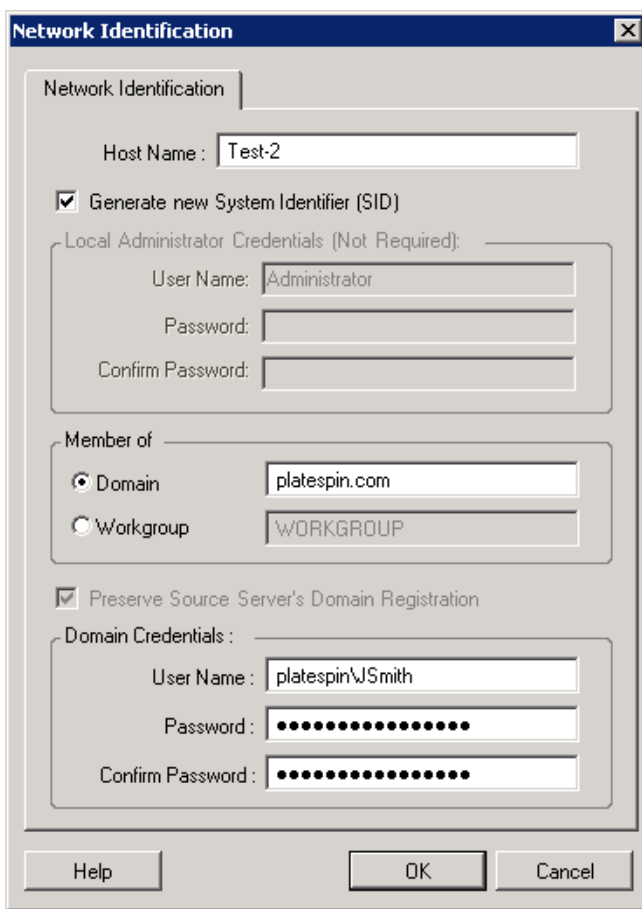 Network Identification
Network Identification
Host Name : Test-2
Generate new System Identifier (SID)
Local Administrator Credentials (Not Required):
User Name: Administrator
Password:
Confirm Password:
Member of
Domain platespin.com
Workgroup WORKGROUP
Preserve Source Server's Domain Registration
Domain Credentials :
User Name : platespin\JSmith
Password : ●●●●●●●●●●●●●●●●
Confirm Password : ●●●●●●●●●●●●●●●●
Help OK Cancel